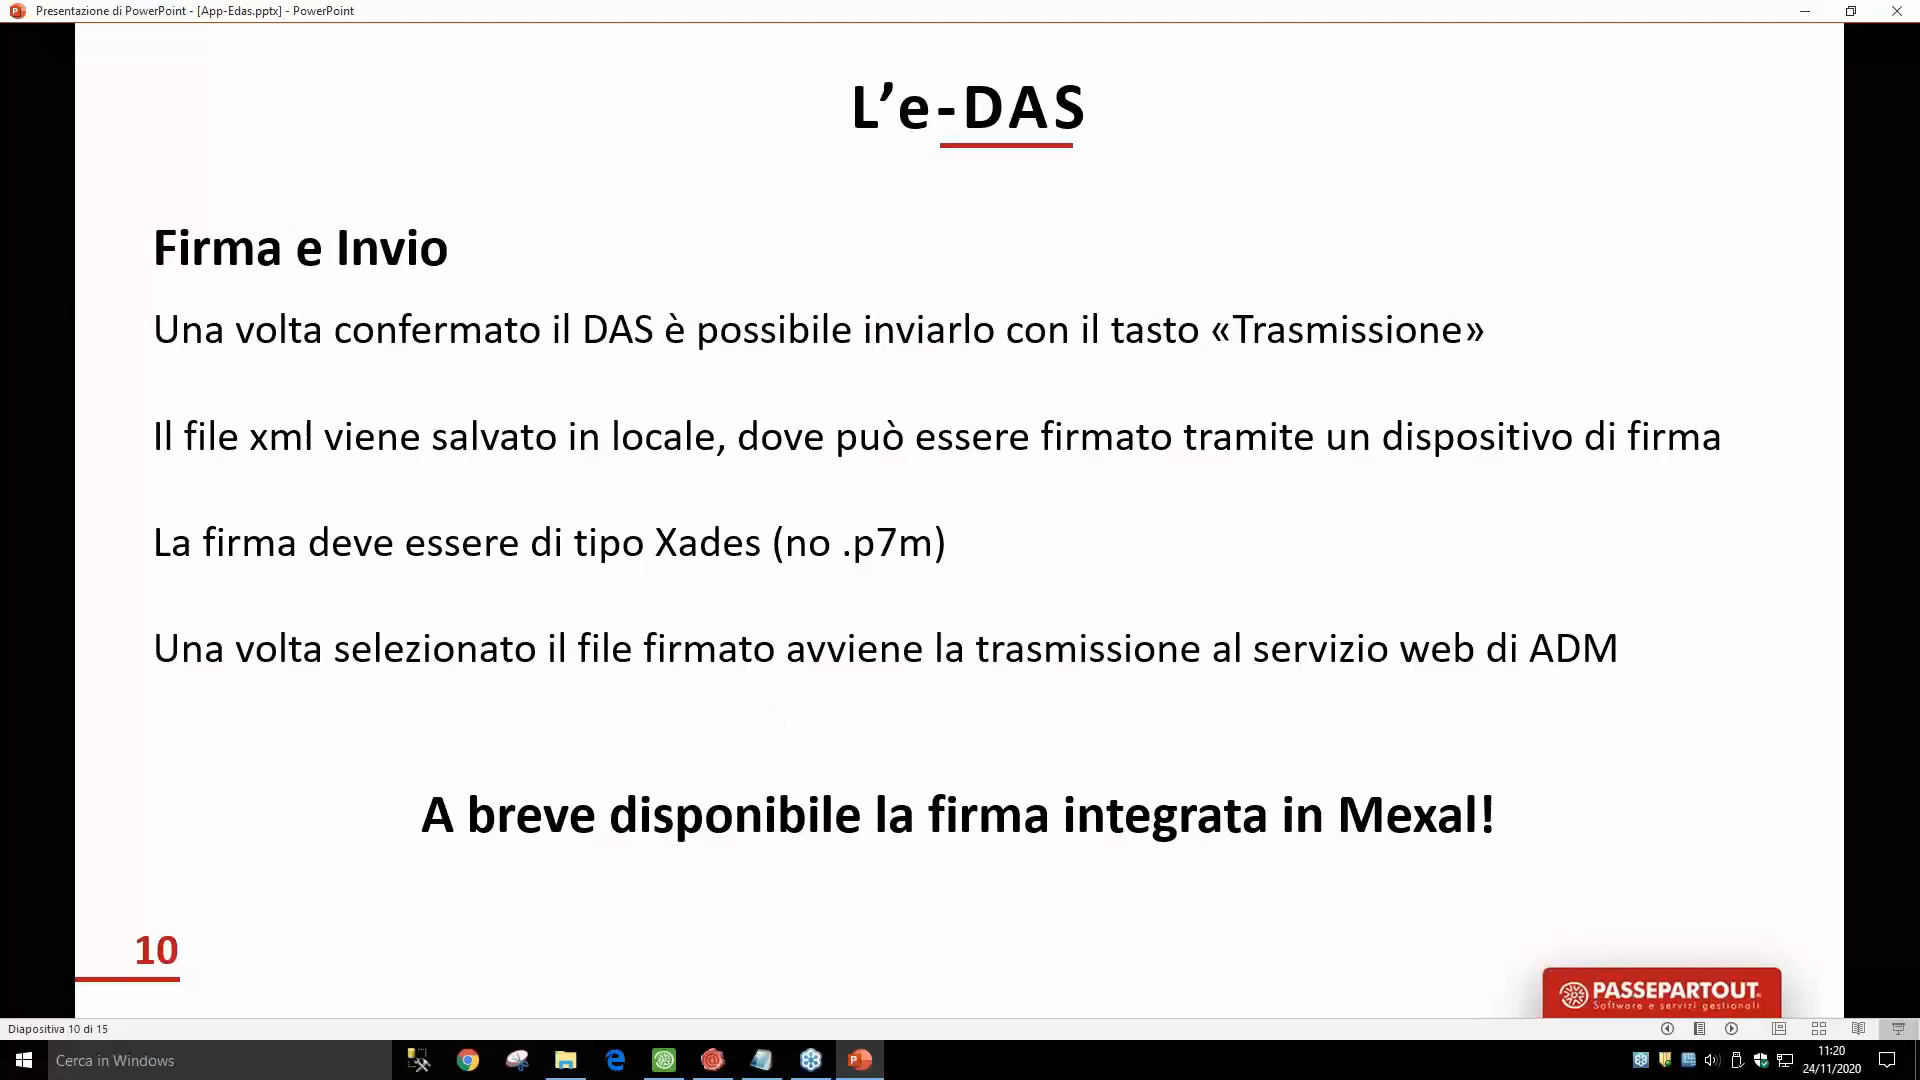 Presentazione di PowerPoint - [App-Edas.pptx] - PowerPoint
L’e-DAS
Firma e Invio
Una volta confermato il DAS è possibile inviarlo con il tasto «Trasmissione»
Il file xml viene salvato in locale, dove può essere firmato tramite un dispositivo di firma
La firma deve essere di tipo Xades (no .p7m)
Una volta selezionato il file firmato avviene la trasmissione al servizio web di ADM
A breve disponibile la firma integrata in Mexal!
10
PASSEPARTOUT
Software e servizi gestionali
Diapositiva 10 di 15
Cerca in Windows
11:20
24/11/2020